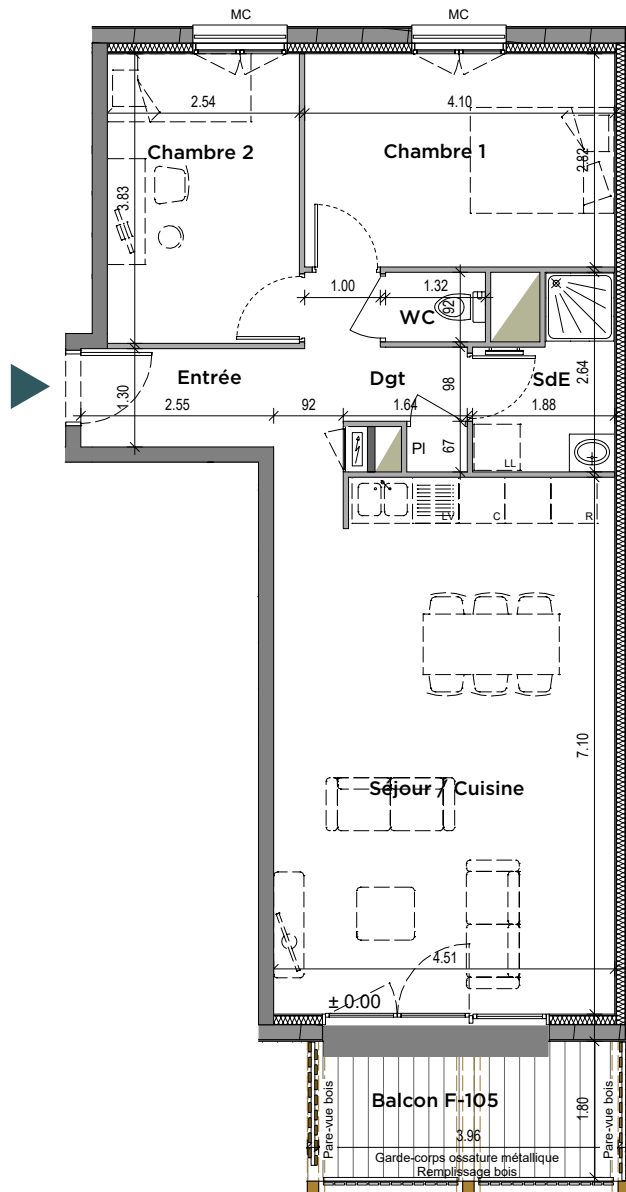 MC
MC
2.54
4.10
Chambre 2
Chambre 1
2.82
3.83
1.00
1.32
WC
92
Entrée
Dgt
SdE
98
2.64
1.30
2.55
92
1.64
1.88
Pl
67
LL
LV
C
R
7.10
Séjour / Cuisine
4.51
± 0.00
Balcon F-105
Pare-vue bois
Pare-vue bois
1.80
3.96
Garde-corps ossature métallique
Remplissage bois